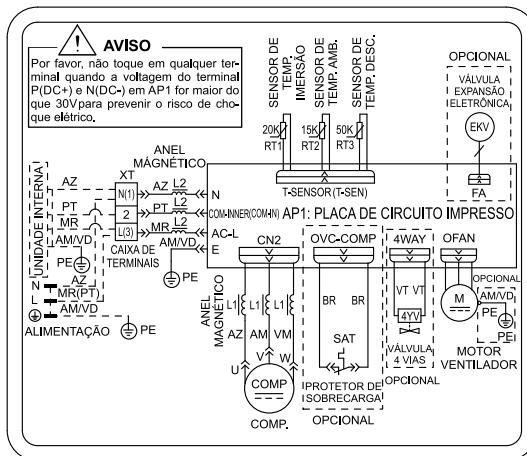 AVISO
Por favor, não toque em qualquer ter-
minal quando a voltagem do terminal
P(DC+) e N(DC-) em AP1 for maior do
que 30V para prevenir o risco de cho-
que elétrico.
SENSOR DE
TEMP.
IMERSÃO
SENSOR DE
TEMP. AMB.
SENSOR DE
TEMP. DESC.
20K
RT1
15K
RT2
50K
RT3
OPCIONAL
VÁLVULA
EXPANSÃO
ELETRÔNICA
EKV
FA
ANEL
MÁGNÉTICO
XT
UNIDADE INTERNA
AZ
N(1)
AZ
L2
N
PT
2
PT
L2
COM-INNER(COM-IN)
MR
L(3)
MR
L2
AC-L
AM/VD
PE
CAIXA DE
TERMINAIS
AM/VD
E
PE
T-SENSOR (T-SEN)
AP1: PLACA DE CIRCUITO IMPRESSO
N
AZ
L
MR(PT)
AM/VD
PE
ALIMENTAÇÃO
CN2
OVC-COMP
4WAY
OFAN
ANEL
MAGNÉTICO
L1
L1
L1
AZ
AM
VM
U
V
W
COMP
COMP.
BR
BR
SAT
PROTETOR DE
SOBRECARGA
OPCIONAL
VT
VT
4YV
VÁLVULA
4 VIAS
OPCIONAL
M
OPCIONAL
AM/VD
PE
PE
MOTOR
VENTILADOR